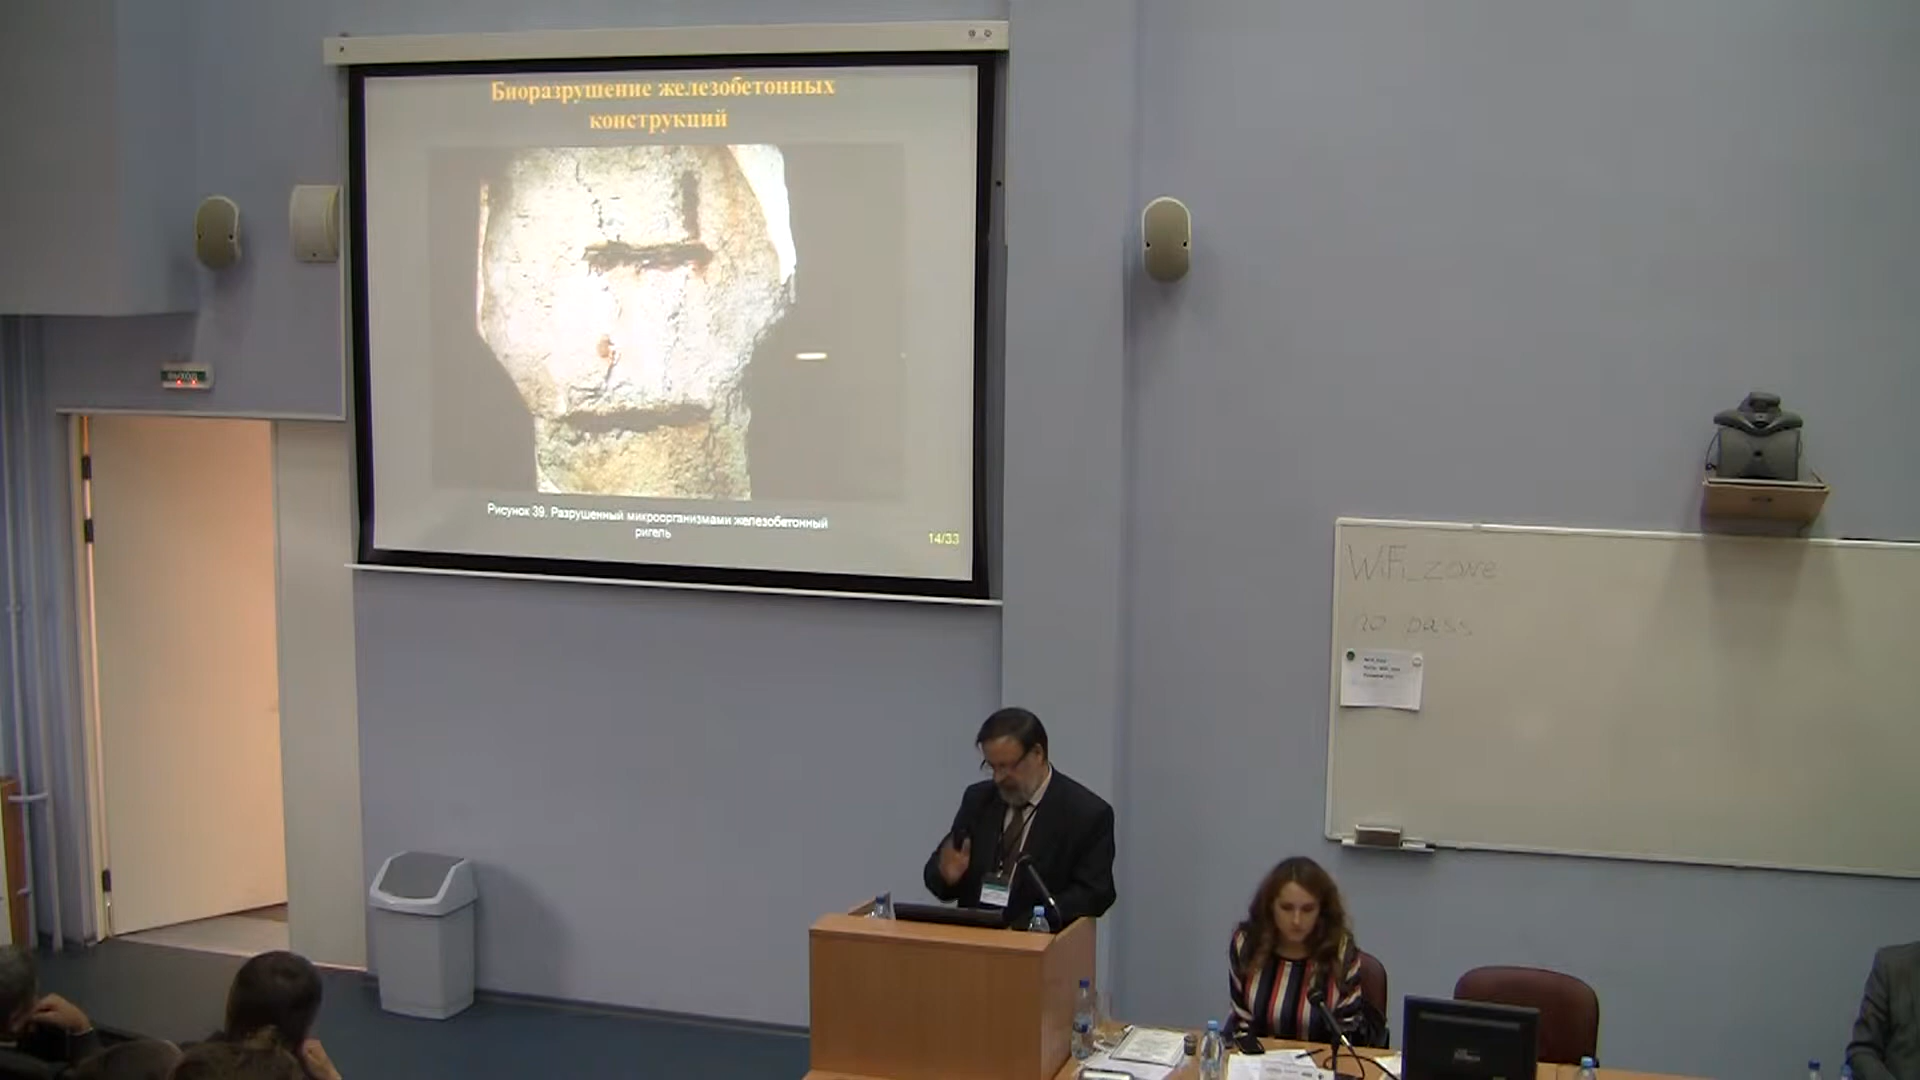 Биоразрушение железобетонных
конструкций
Рисунок 39. Разрушенный микроорганизмами железобетонный
ригель
14/33
ВЫХОД
WiFi_zone
no pass